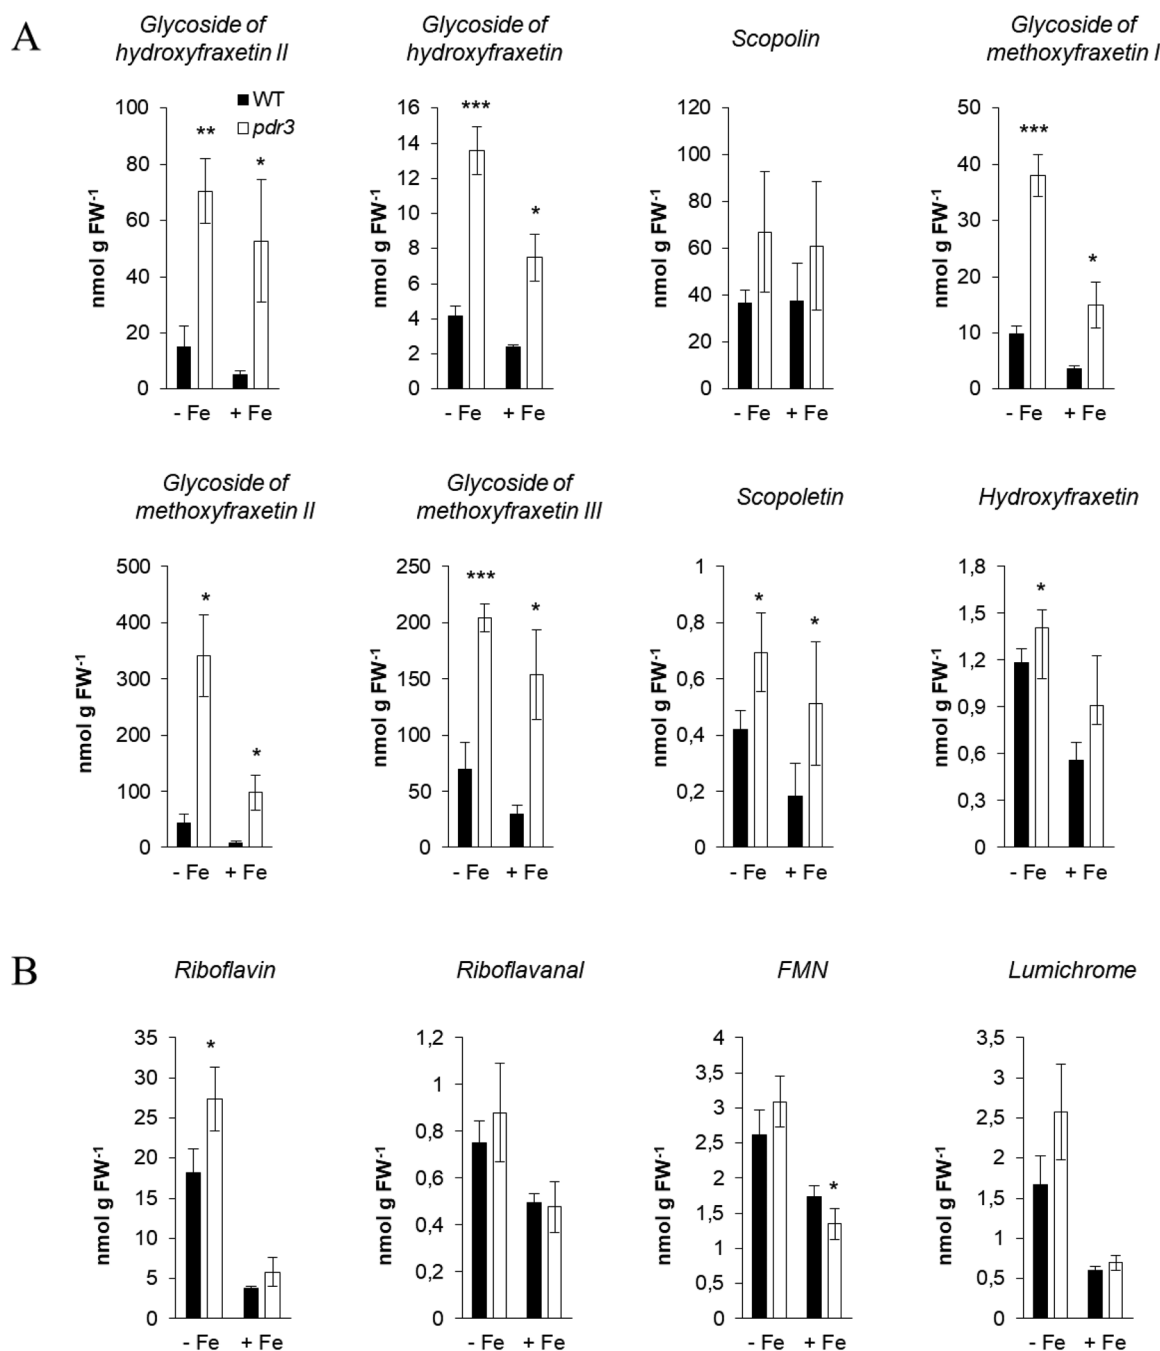 A
Glycoside of
hydroxyfraxetin II
WT
pdr3
nmol g FW-1
100
80
60
40
20
0
**
*
- Fe + Fe
Glycoside of
hydroxyfraxetin
nmol g FW-1
16
14
12
10
8
6
4
2
0
***
*
- Fe + Fe
Scopolin
nmol g FW-1
120
100
80
60
40
20
0
- Fe + Fe
Glycoside of
methoxyfraxetin I
nmol g FW-1
50
40
30
20
10
0
***
*
- Fe + Fe
Glycoside of
methoxyfraxetin II
nmol g FW-1
500
400
300
200
100
0
*
*
- Fe + Fe
Glycoside of
methoxyfraxetin III
nmol g FW-1
250
200
150
100
50
0
***
*
- Fe + Fe
Scopoletin
nmol g FW-1
1
0,8
0,6
0,4
0,2
0
*
*
- Fe + Fe
Hydroxyfraxetin
nmol g FW-1
1,8
1,5
1,2
0,9
0,6
0,3
0
*
- Fe + Fe
B
Riboflavin
nmol g FW-1
35
30
25
20
15
10
5
0
*
- Fe + Fe
Riboflavanal
nmol g FW-1
1,2
1
0,8
0,6
0,4
0,2
0
- Fe + Fe
FMN
nmol g FW-1
4
3,5
3
2,5
2
1,5
1
0,5
0
*
- Fe + Fe
Lumichrome
nmol g FW-1
3,5
3
2,5
2
1,5
1
0,5
0
- Fe + Fe